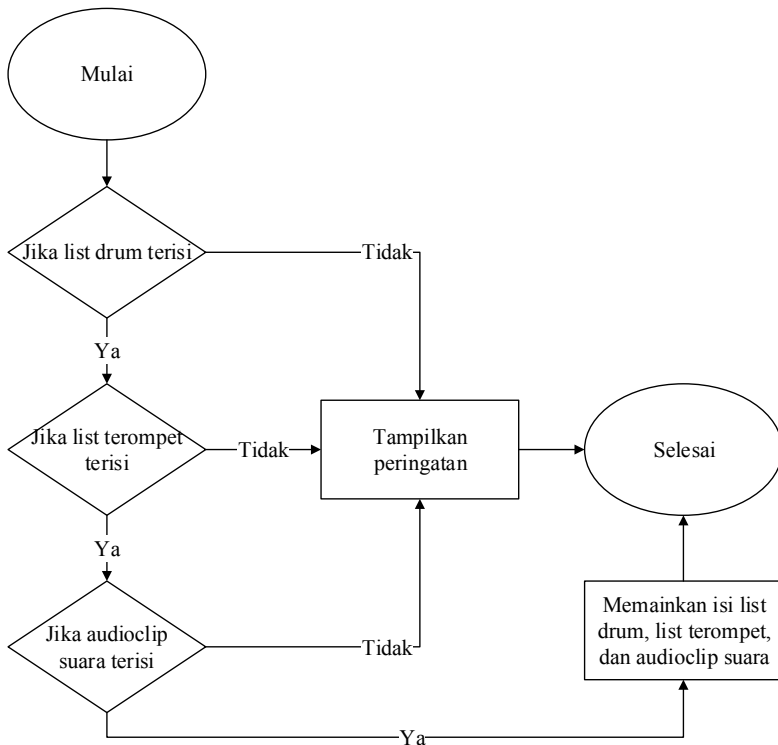 Mulai
Jika list drum terisi
Tidak
Ya
Jika list terompet
terisi
Tidak
Tampilkan
peringatan
Selesai
Ya
Jika audioclip
suara terisi
Tidak
Memainkan isi list
drum, list terompet,
dan audioclip suara
Ya